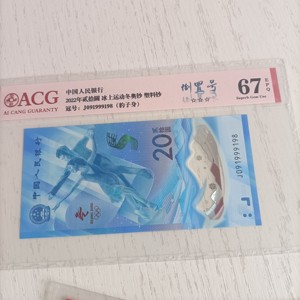 ACG
AI CANG GUARANTY
中国人民银行
2022年贰拾圆 冰上运动冬奥钞 塑料钞
冠号：J091999198（豹子身）
倒置号
☆☆☆
67 EPQ
Superb Gem Unc
中国人民银行
20
贰拾圆
J091999198